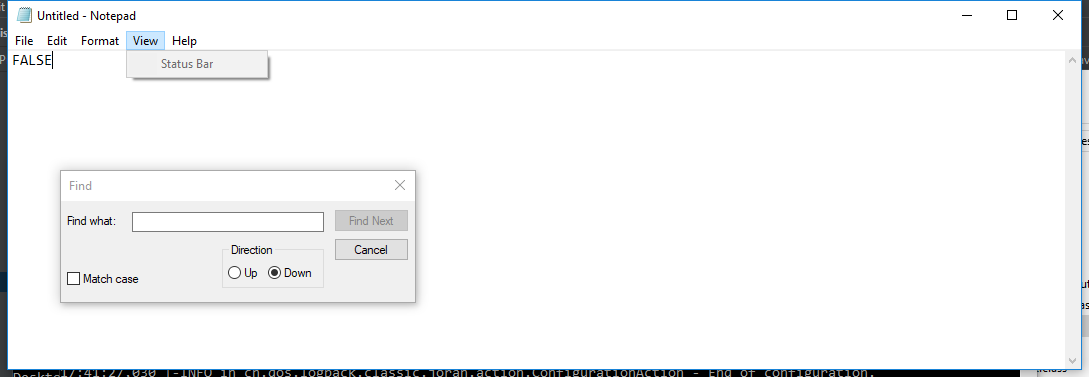 Untitled - Notepad
File Edit Format View Help
FALSE
Status Bar
Find
Find what:
Find Next
Direction
Cancel
Up Down
Match case
17:41:27.030 |-INFO in ch.qos.logback.classic.joran.action.ConfigurationAction - End of configuration.